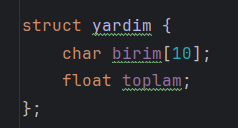 struct yardim {
    char birim[10];
    float toplam;
};